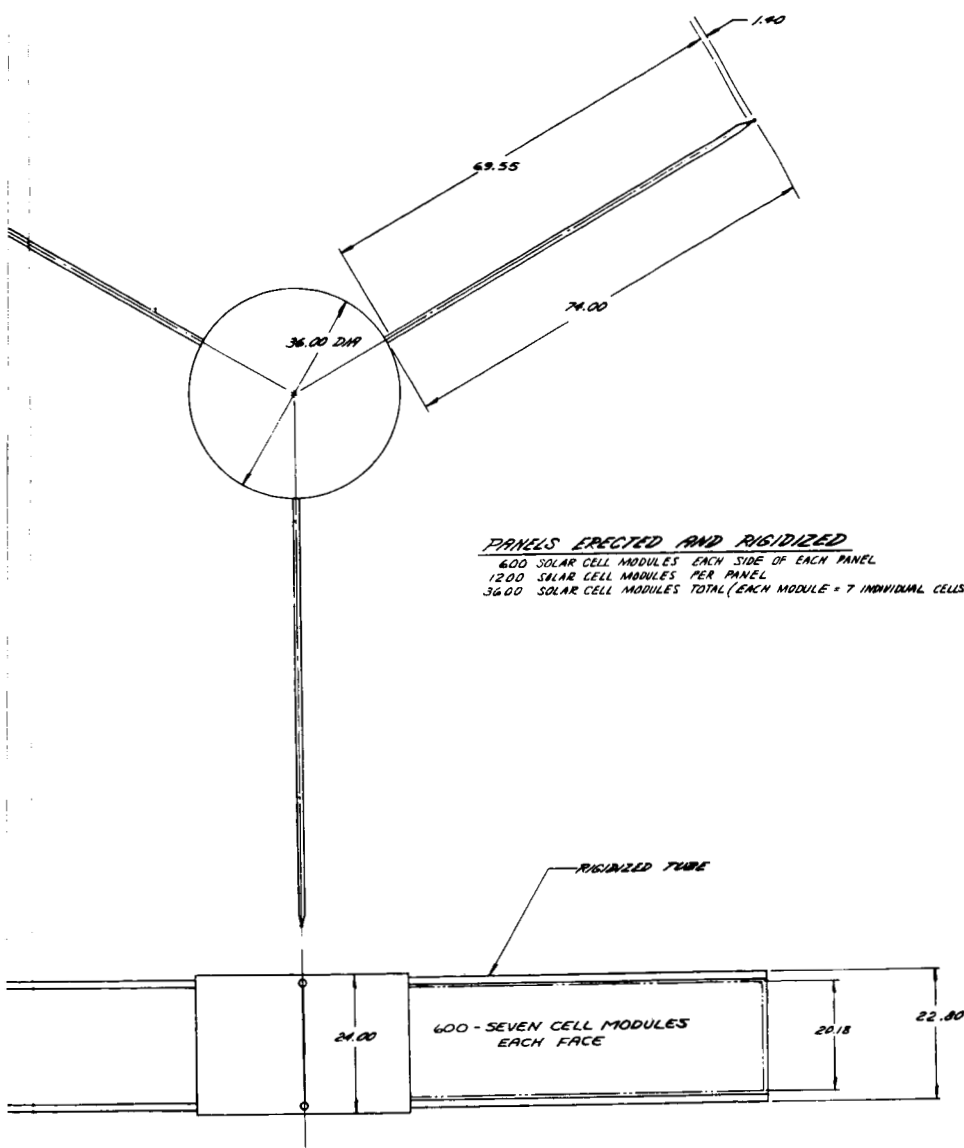 1.40
69.55
74.00
36.00 DIA
PANELS ERECTED AND RIGIDIZED
600 SOLAR CELL MODULES EACH SIDE OF EACH PANEL
1200 SOLAR CELL MODULES PER PANEL
3600 SOLAR CELL MODULES TOTAL (EACH MODULE = 7 INDIVIDUAL CELLS
RIGIDIZED TUBE
600 - SEVEN CELL MODULES
EACH FACE
24.00
20.18
22.80